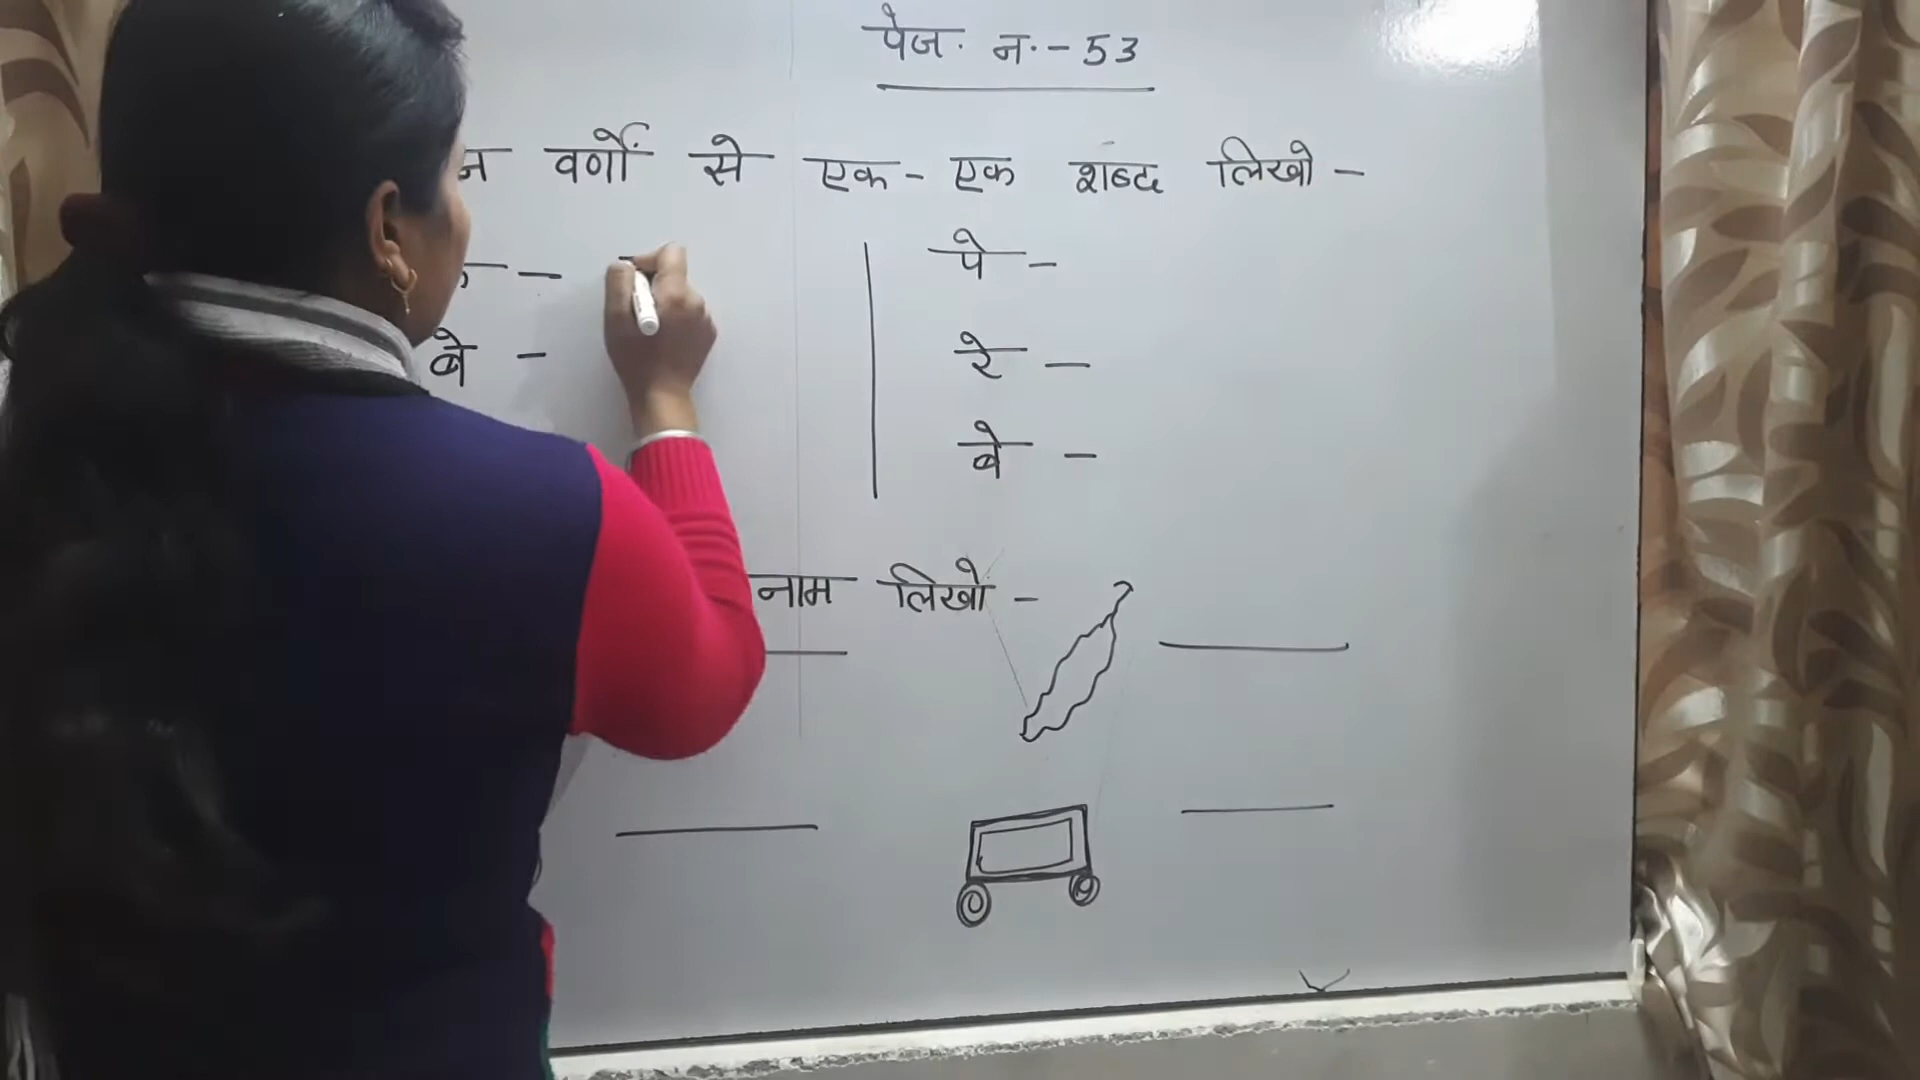 पेज. न.-53
वर्गों से एक-एक शब्द लिखो-
पे -
बे -
रे -
बे -
नाम लिखो -